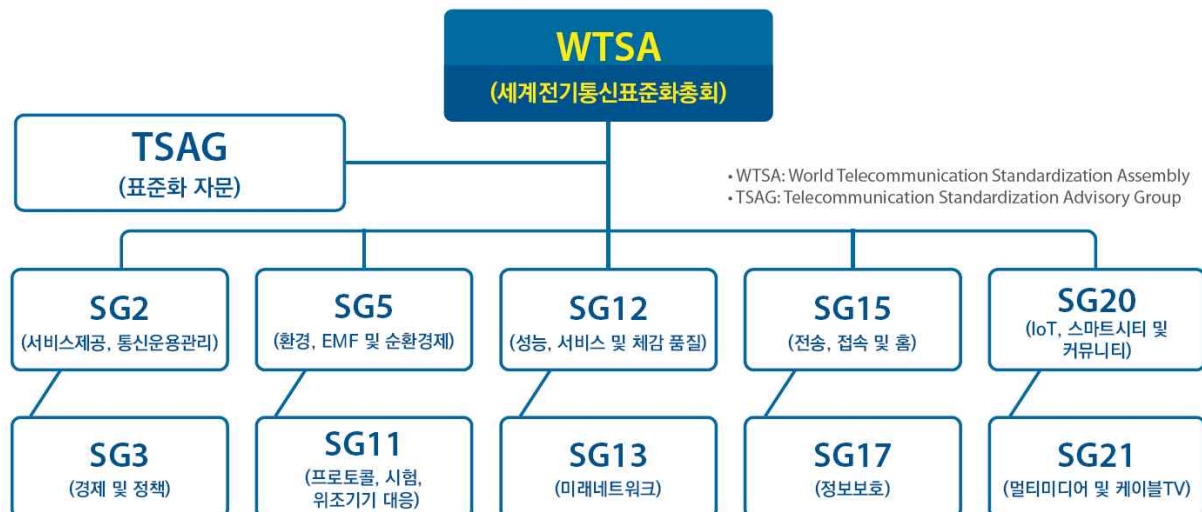 WTSA
(세계전기통신표준화총회)
TSAG
(표준화 자문)
• WTSA: World Telecommunication Standardization Assembly
• TSAG: Telecommunication Standardization Advisory Group
SG2
(서비스제공, 통신운용관리)
SG5
(환경, EMF 및 순환경제)
SG12
(성능, 서비스 및 체감 품질)
SG15
(전송, 접속 및 홈)
SG20
(IoT, 스마트시티 및
커뮤니티)
SG3
(경제 및 정책)
SG11
(프로토콜, 시험,
위조기기 대응)
SG13
(미래네트워크)
SG17
(정보보호)
SG21
(멀티미디어 및 케이블TV)